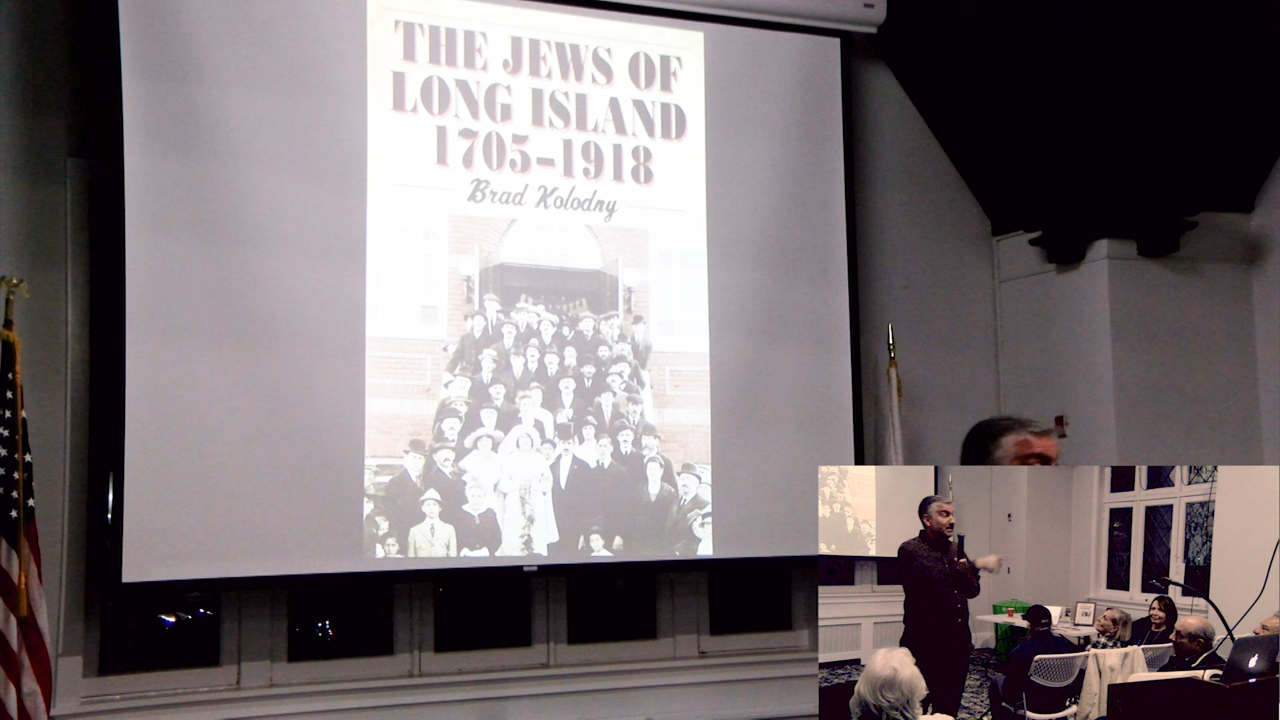 THE JEWS OF
LONG ISLAND
1705-1918
Brad Kolodny